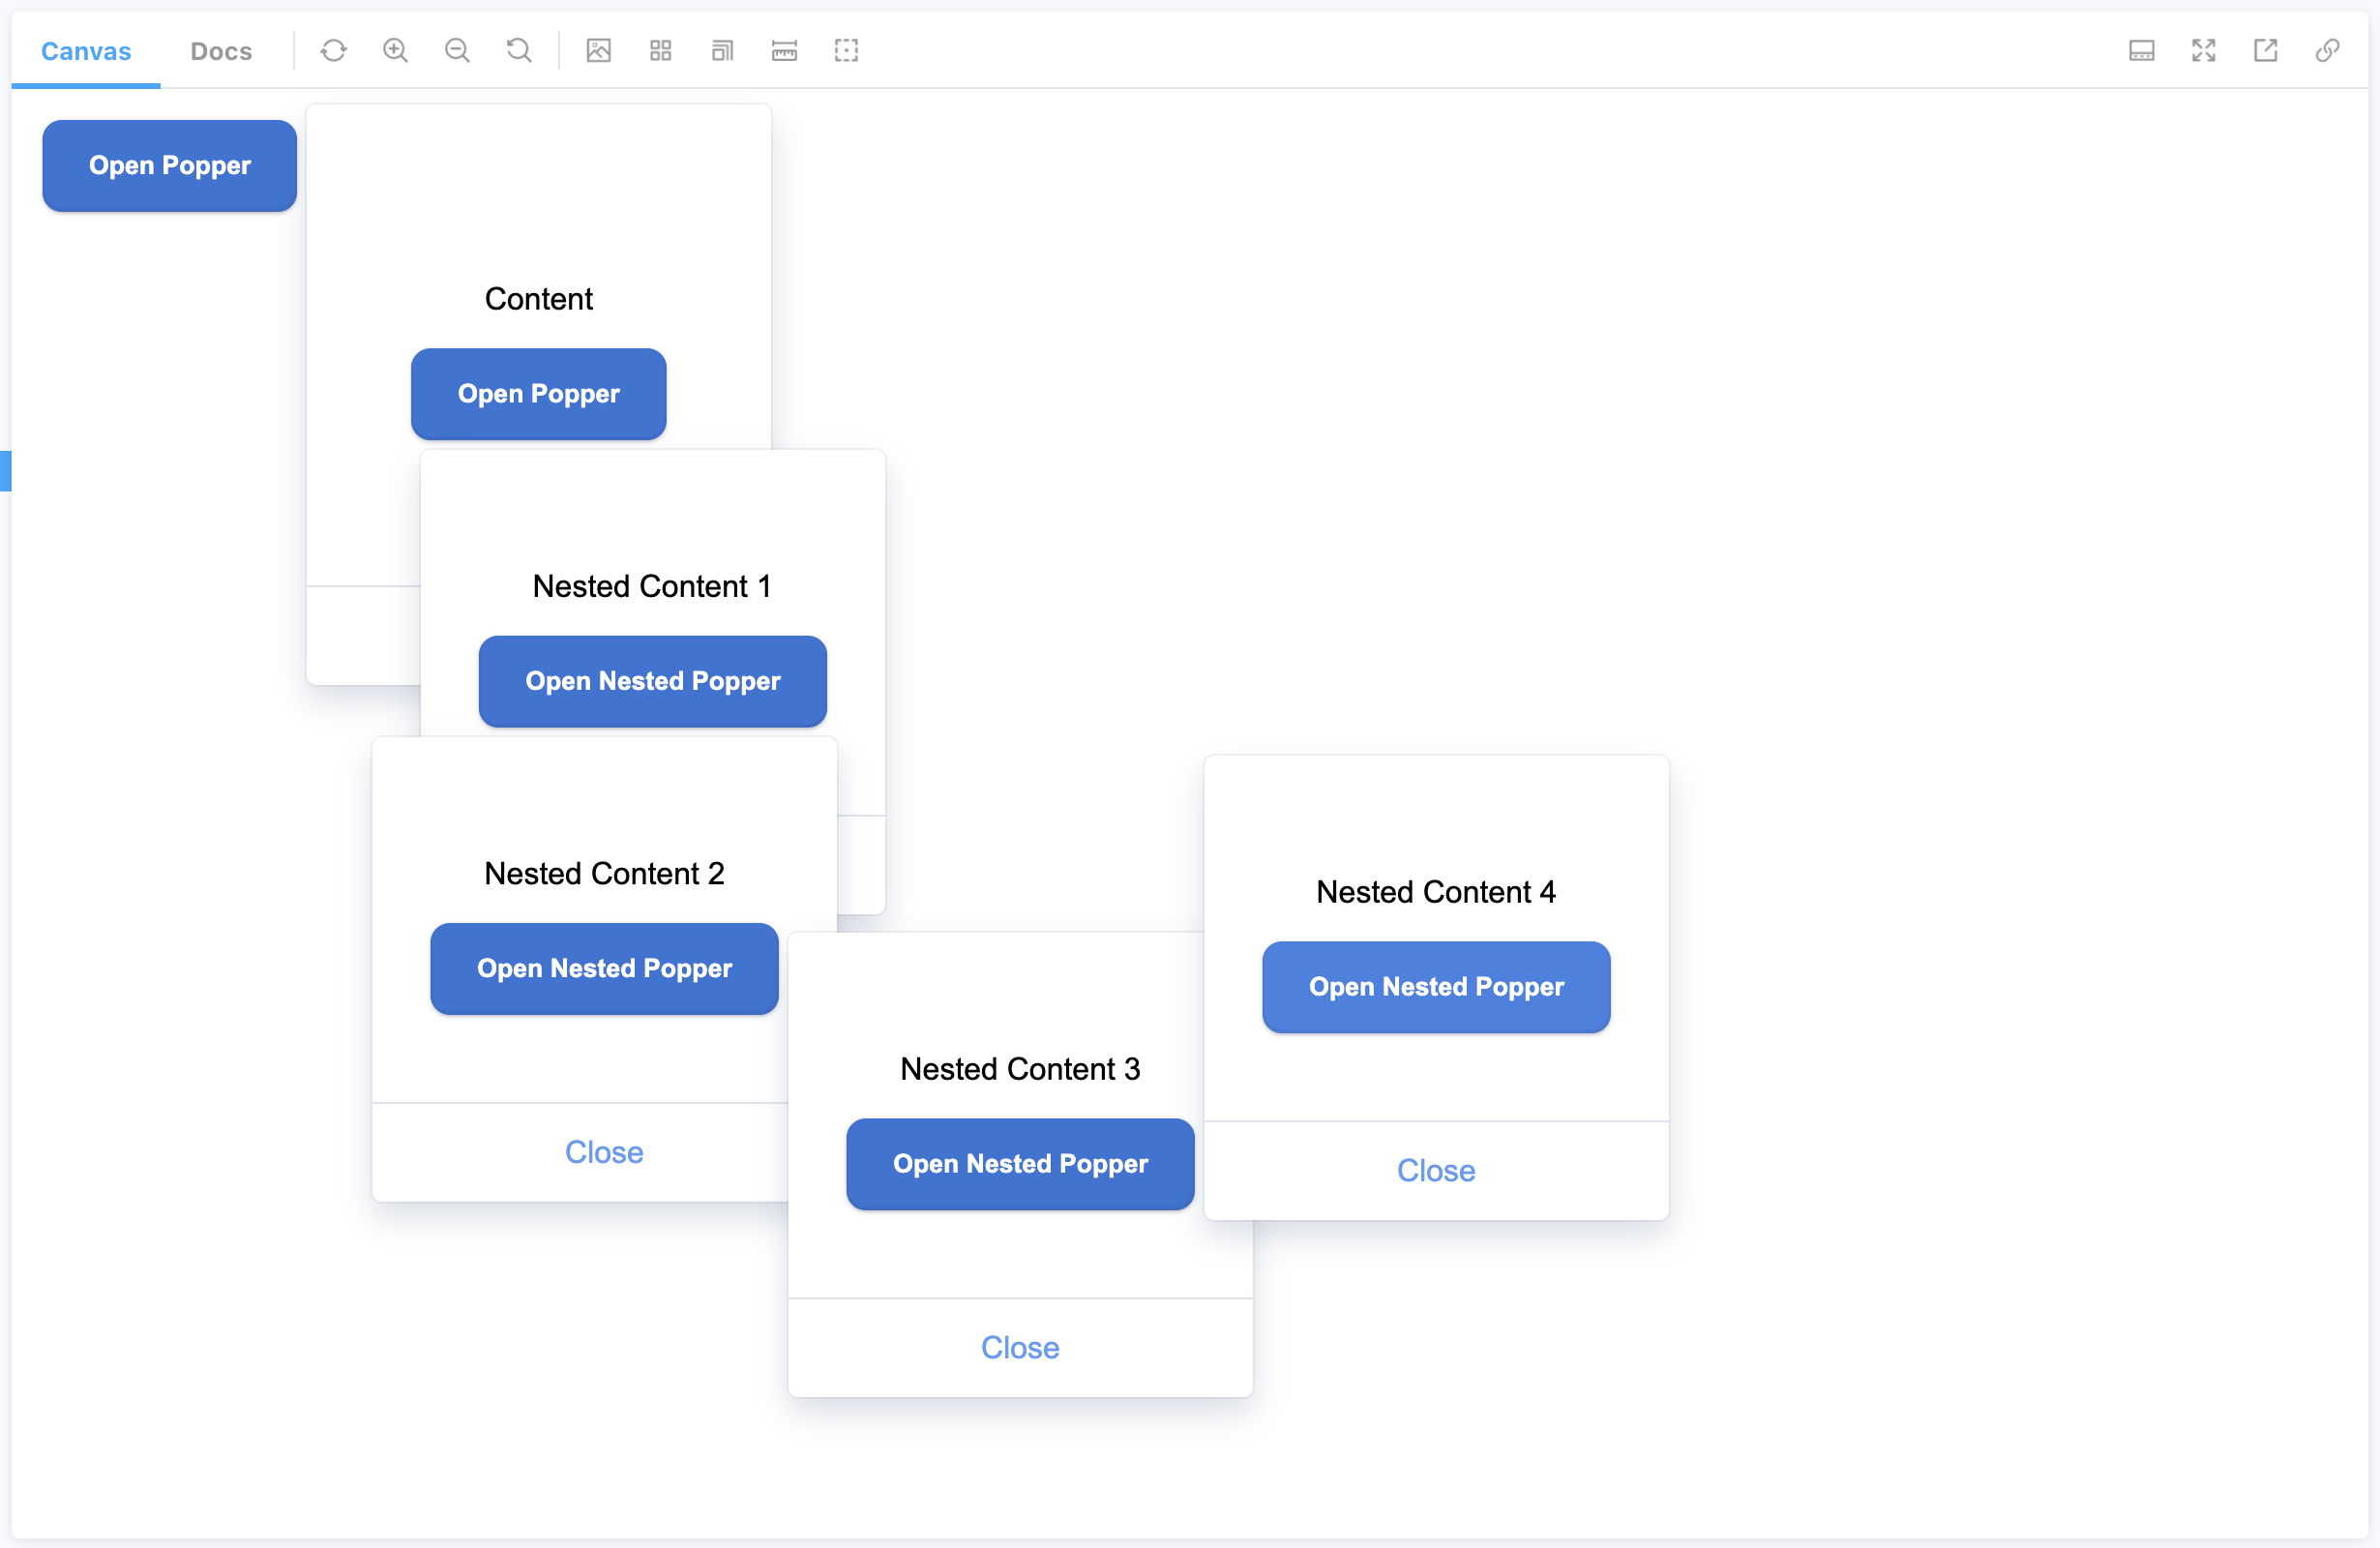 Canvas Docs
Open Popper
Content
Open Popper
Nested Content 1
Open Nested Popper
Nested Content 2
Open Nested Popper
Close
Nested Content 3
Open Nested Popper
Close
Nested Content 4
Open Nested Popper
Close